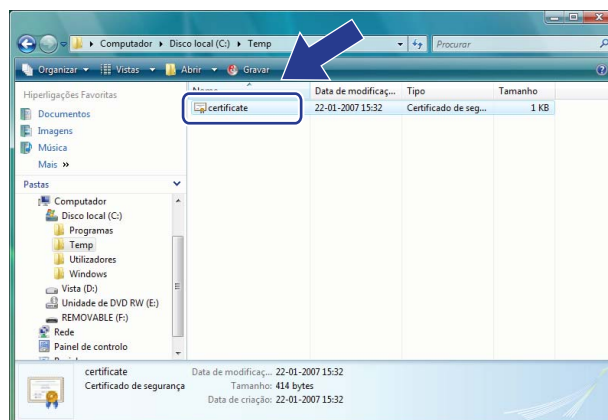 Computador ▸ Disco local (C:) ▸ Temp
Procurar
Organizar Vistas Abrir Gravar
Hiperligações Favoritas
Documentos
Imagens
Música
Mais »
Pastas
Computador
Disco local (C:)
Programas
Temp
Utilizadores
Windows
Vista (D:)
Unidade de DVD RW (E:)
REMOVABLE (F:)
Rede
Painel de controlo
Data de modificaç... Tipo Tamanho
certificate 22-01-2007 15:32 Certificado de seg... 1 KB
certificate Data de modificaç... 22-01-2007 15:32
Certificado de segurança Tamanho: 414 bytes
Data de criação: 22-01-2007 15:32